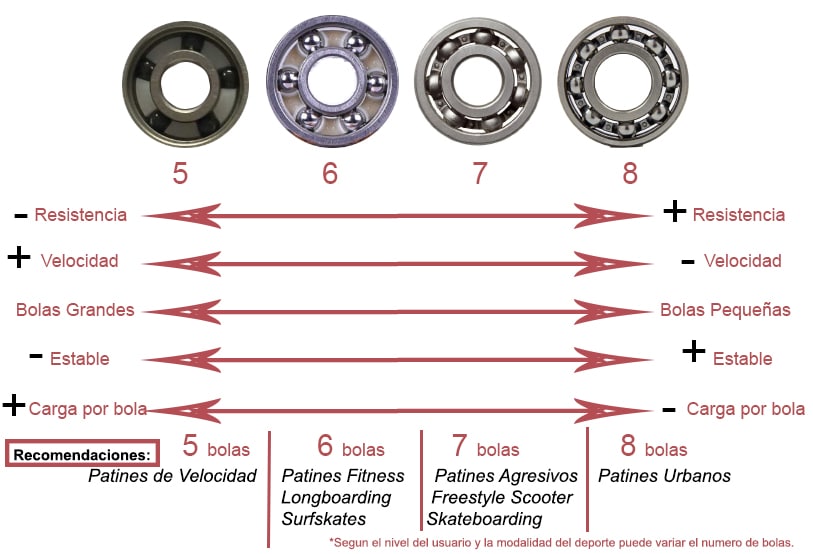 5 6 7 8
- Resistencia + Resistencia
+ Velocidad - Velocidad
Bolas Grandes Bolas Pequeñas
- Estable + Estable
+ Carga por bola - Carga por bola
Recomendaciones: 5 bolas 6 bolas 7 bolas 8 bolas
Patines de Velocidad Patines Fitness Patines Agresivos Patines Urbanos
Longboarding Freestyle Scooter
Surfskates Skateboarding
*Segun el nivel del usuario y la modalidad del deporte puede variar el numero de bolas.